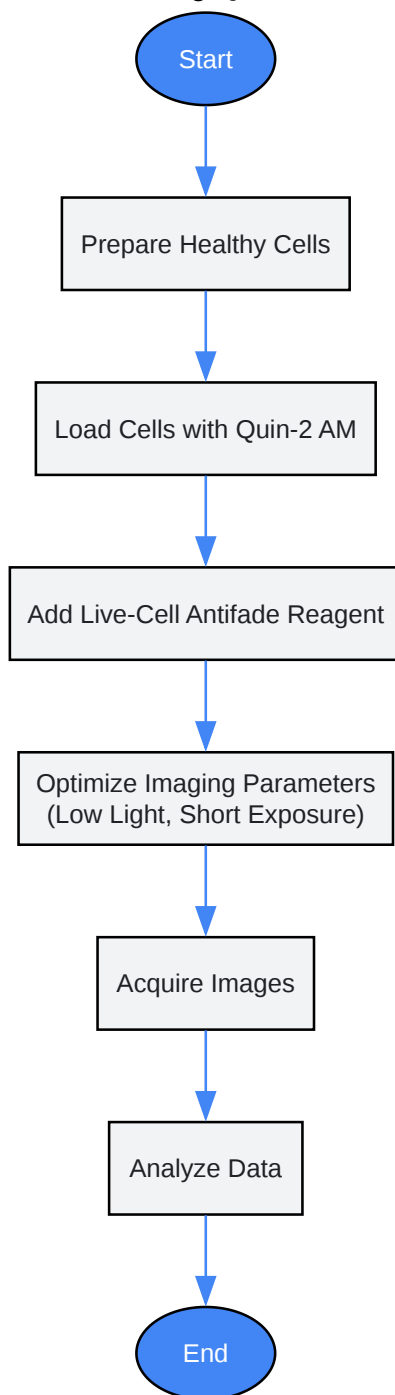 Start
Prepare Healthy Cells
Load Cells with Quin-2 AM
Add Live-Cell Antifade Reagent
Optimize Imaging Parameters
(Low Light, Short Exposure)
Acquire Images
Analyze Data
End